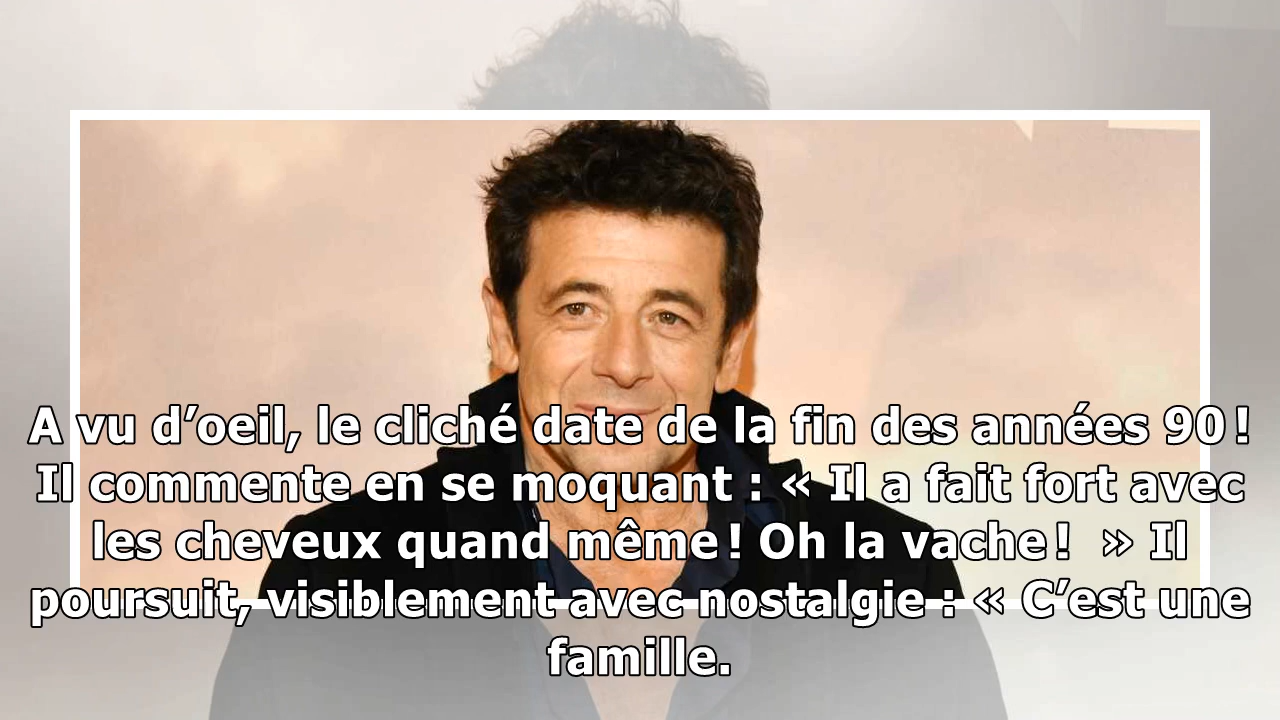 A vu d’oeil, le cliché date de la fin des années 90 !
Il commente en se moquant : « Il a fait fort avec
les cheveux quand même ! Oh la vache !  » Il
poursuit, visiblement avec nostalgie : « C’est une
famille.